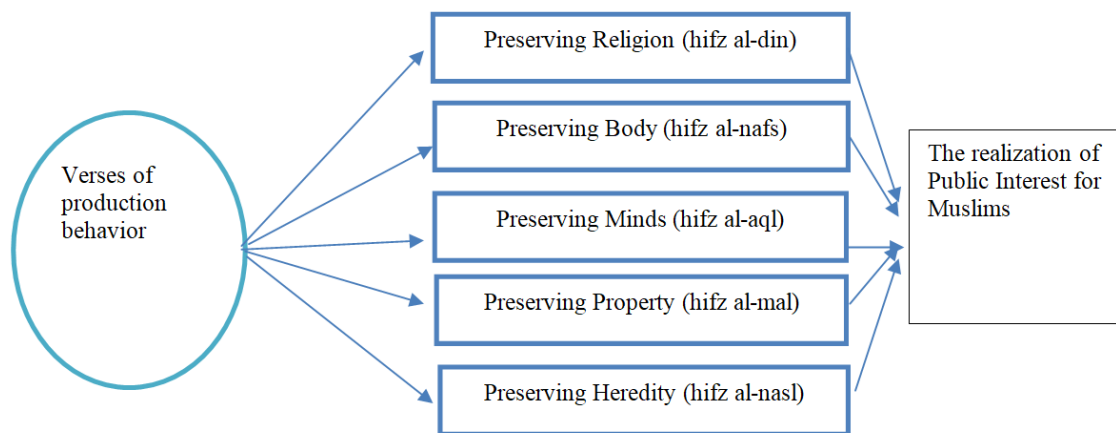 Verses of
production
behavior
Preserving Religion (hifz al-din)
Preserving Body (hifz al-nafs)
Preserving Minds (hifz al-aql)
Preserving Property (hifz al-mal)
Preserving Heredity (hifz al-nasl)
The realization of
Public Interest for
Muslims